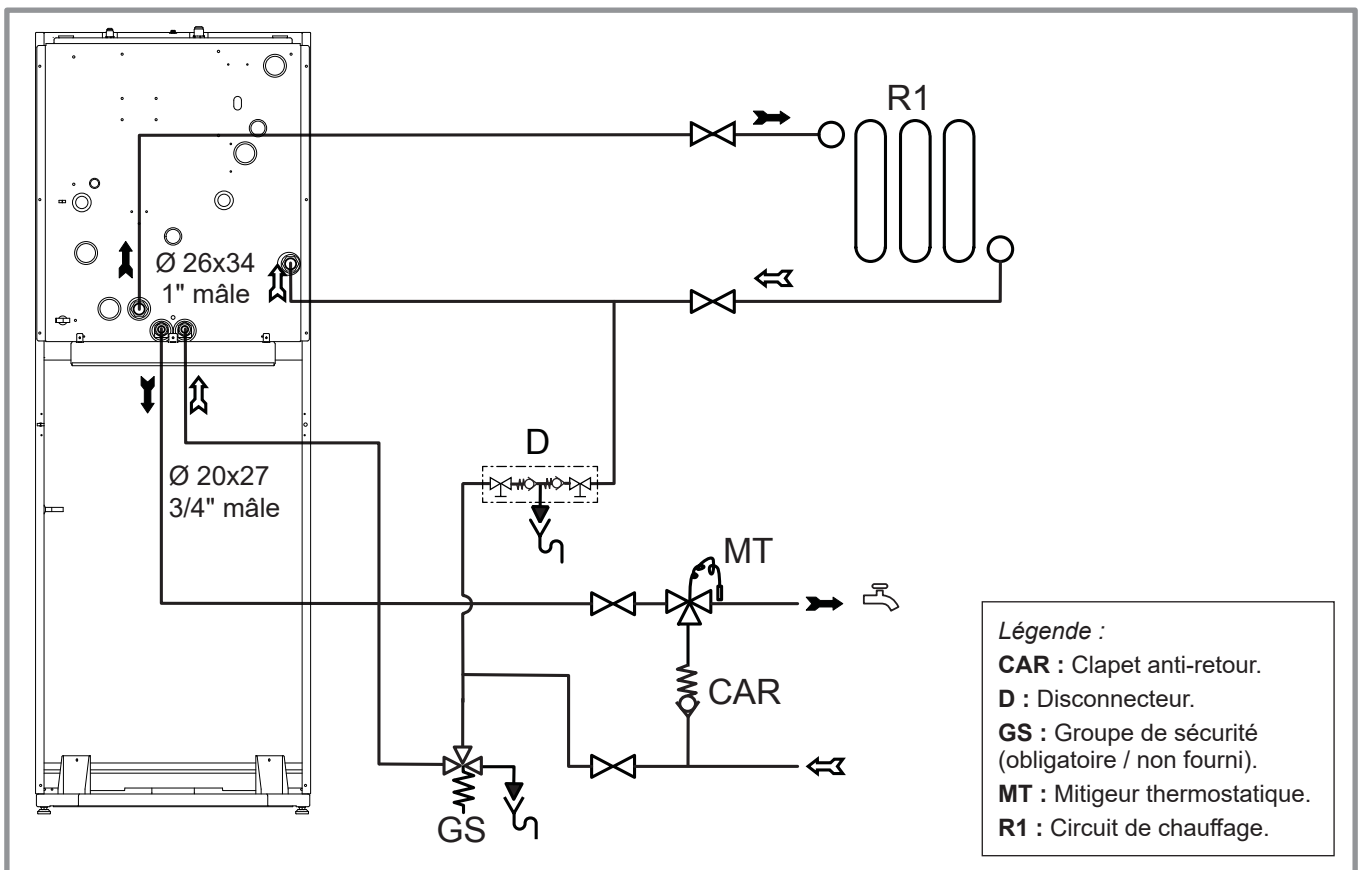 R1
Ø 26x34
1" mâle
D
Ø 20x27
3/4" mâle
MT
CAR
GS
Légende :
CAR : Clapet anti-retour.
D : Disconnecteur.
GS : Groupe de sécurité
(obligatoire / non fourni).
MT : Mitigeur thermostatique.
R1 : Circuit de chauffage.